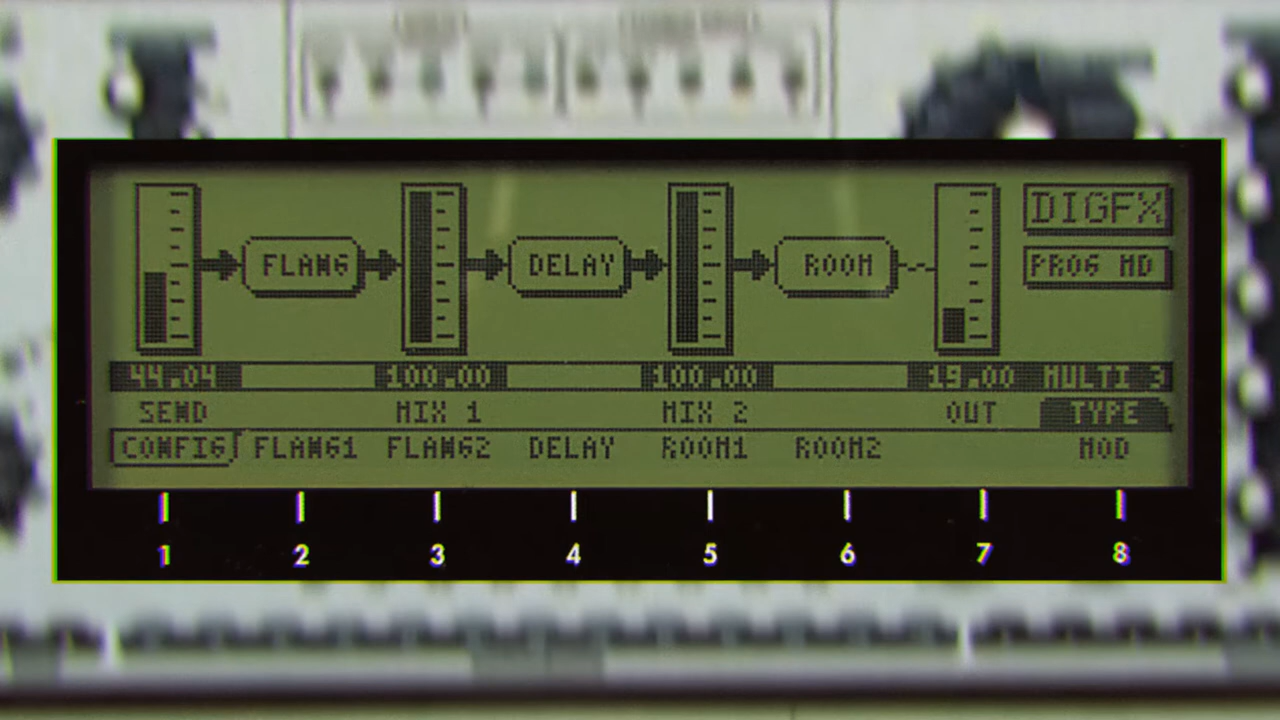 DIGFX
FLANG DELAY ROOM PROG MD
44.04 100.00 100.00 19.00 MULTI 3
SEND MIX 1 MIX 2 OUT TYPE
CONFIG FLANG1 FLANG2 DELAY ROOM1 ROOM2 MOD
1 2 3 4 5 6 7 8